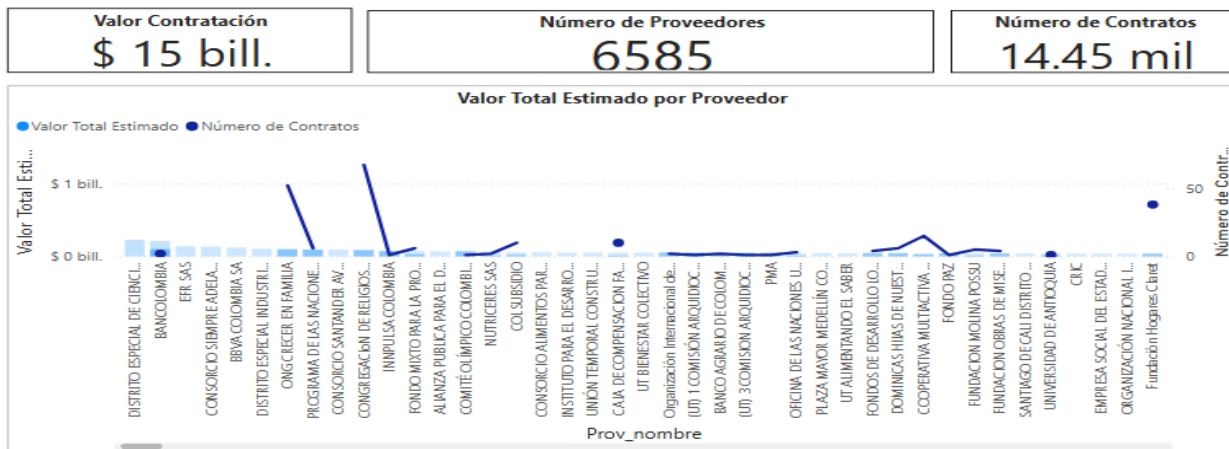 Valor Contratación
$ 15 bill.
Número de Proveedores
6585
Número de Contratos
14.45 mil
Valor Total Estimado por Proveedor
Valor Total Estimado
Número de Contratos
Valor Total Esti...
$ 1 bill.
$ 0 bill.
50
0
Número de Contr...
DISTRITO ESPECIAL DE CIENCI...
BANCOLOMBIA
EFR SAS
CONSORCIO SIEMPRE ADELA...
BBVA COLOMBIA SA
DISTRITO ESPECIAL INDUSTRI...
ONG CRECER EN FAMILIA
PROGRAMA DE LAS NACIONE...
CONSORCIO SANTANDER AV...
CONGREGACIóN DE RELIGIOS...
INNPULSA COLOMBIA
FONDO MIXTO PARA LA PRO...
ALIANZA PUBLICA PARA EL D...
COMITÉ OLÍMPICO COLOMBI...
NUTRICERES SAS
COLSUBSIDIO
CONSORCIO ALIMENTOS PAR...
INSTITUTO PARA EL DESARRO...
UNIÓN TEMPORAL CONSTRU...
CAJA DE COMPENSACION FA...
UT BIENESTAR COLECTIVO
Organización Internacional de...
(UT) 1 COMISIÓN ARQUIDIOC...
BANCO AGRARIO DE COLOM...
(UT) 3 COMISION ARQUIDIOC...
PMA
OFICINA DE LAS NACIONES U...
PLAZA MAYOR MEDELLÍN CO...
UT ALIMENTANDO EL SABER
FONDOS DE DESARROLLO LO...
DOMINICAS HIJAS DE NUEST...
COOPERATIVA MULTIACTIVA ...
FONDO PAZ
FUNDACION MOLINA POSSU
FUNDACION OBRAS DE MISE...
SANTIAGO DE CALI DISTRITO ...
UNIVERSIDAD DE ANTIOQUIA
CRIC
EMPRESA SOCIAL DEL ESTAD...
ORGANIZACIÓN NACIONAL I...
Fundación Hogares Claret
Prov_nombre